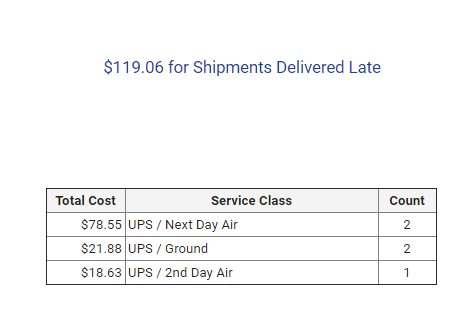 $119.06 for Shipments Delivered Late
Total Cost Service Class Count
$78.55 UPS / Next Day Air 2
$21.88 UPS / Ground 2
$18.63 UPS / 2nd Day Air 1